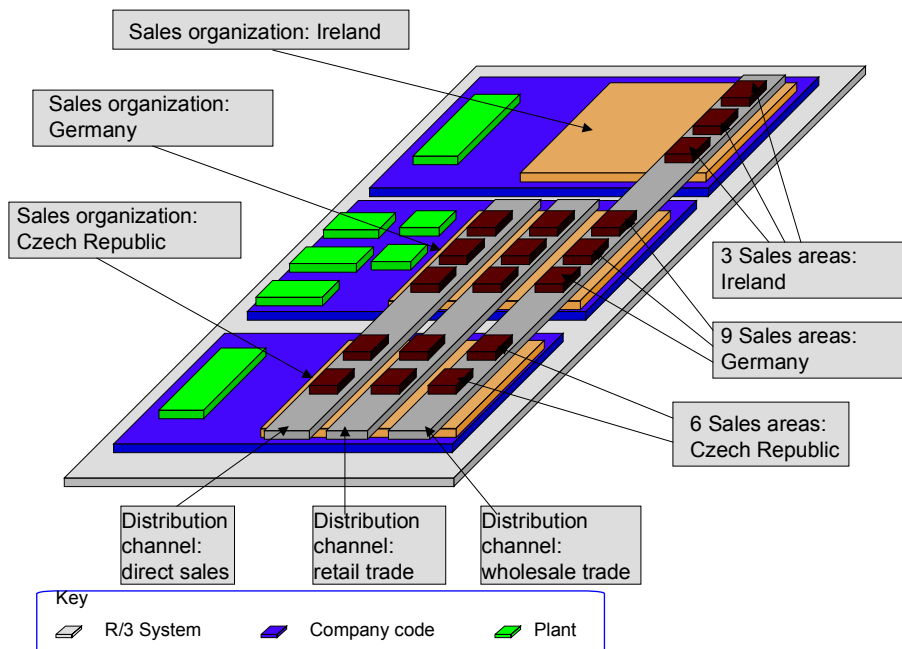 Sales organization: Ireland
Sales organization:
Germany
Sales organization:
Czech Republic
3 Sales areas:
Ireland
9 Sales areas:
Germany
6 Sales areas:
Czech Republic
Distribution
channel:
direct sales
Distribution
channel:
retail trade
Distribution
channel:
wholesale trade
Key
R/3 System
Company code
Plant